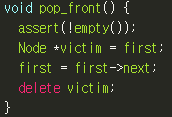 void pop_front() {
  assert(!empty());
  Node *victim = first;
  first = first->next;
  delete victim;
}